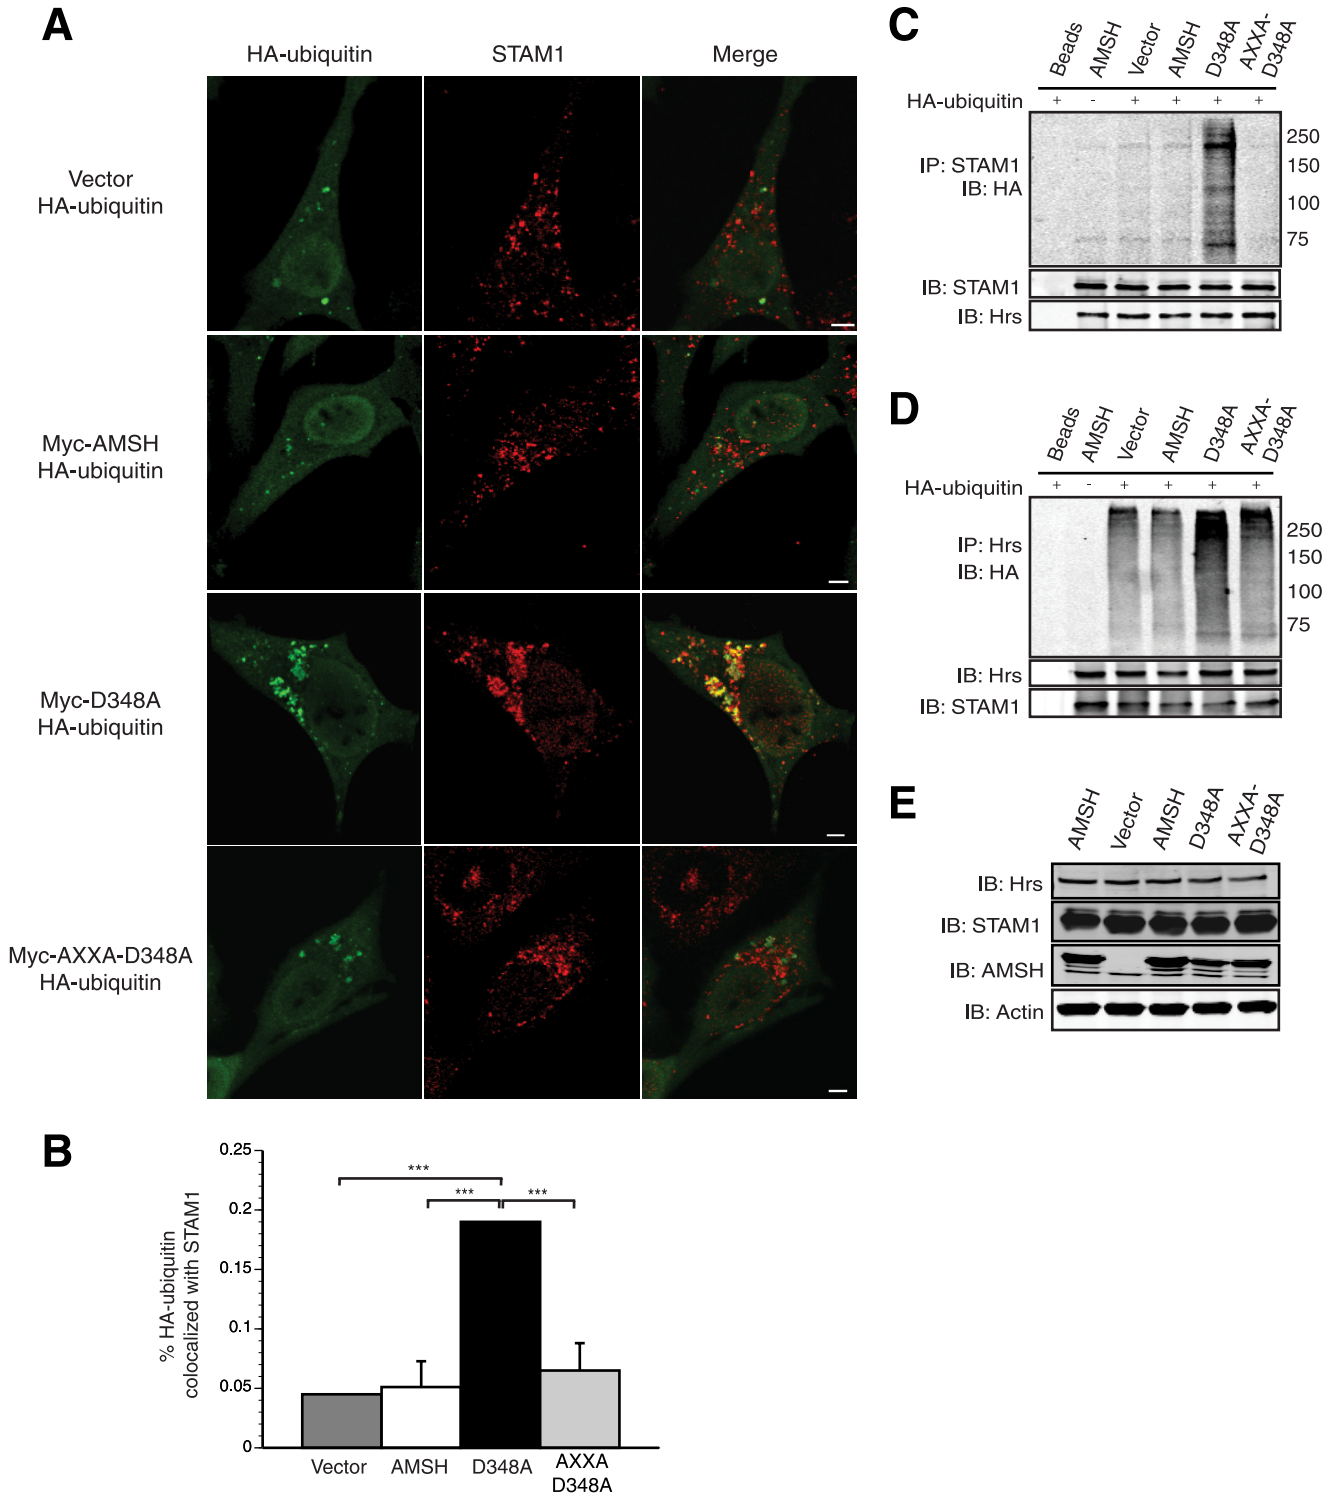 A
HA-ubiquitin STAM1 Merge
Vector
HA-ubiquitin
Myc-AMSH
HA-ubiquitin
Myc-D348A
HA-ubiquitin
Myc-AXXA-D348A
HA-ubiquitin
B
% HA-ubiquitin
colocalized with STAM1
0.25
0.2
0.15
0.1
0.05
0
*** 
*** ***
Vector AMSH D348A AXXA
D348A
C
Beads AMSH Vector AMSH D348A AXXA-
D348A
HA-ubiquitin + - + + + +
IP: STAM1
IB: HA
250
150
100
75
IB: STAM1
IB: Hrs
D
Beads AMSH Vector AMSH D348A AXXA-
D348A
HA-ubiquitin + - + + + +
IP: Hrs
IB: HA
250
150
100
75
IB: Hrs
IB: STAM1
E
AMSH Vector AMSH D348A AXXA-
D348A
IB: Hrs
IB: STAM1
IB: AMSH
IB: Actin